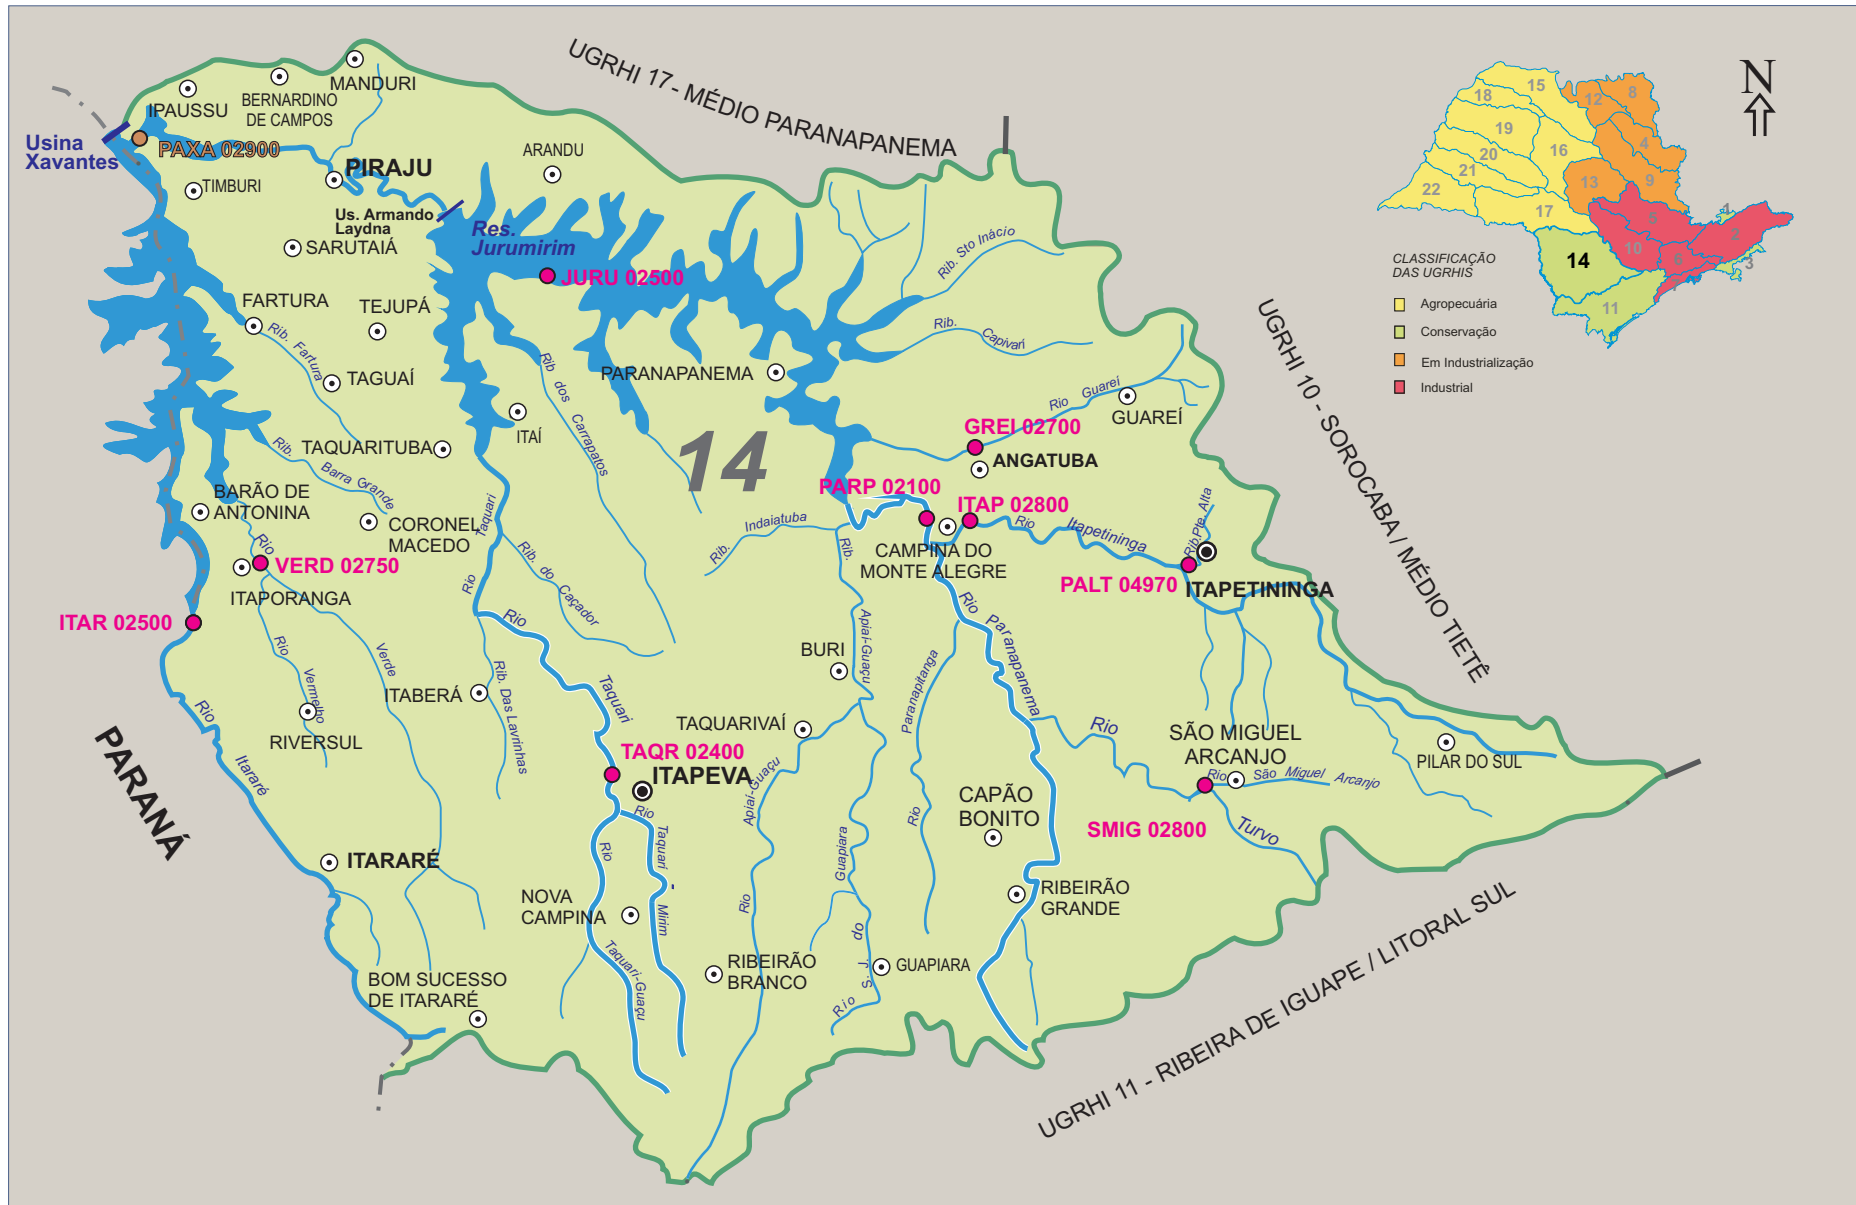 UGRHI 17 - MÉDIO PARANAPANEMA
MANDURI
IPAUSSU
BERNARDINO
DE CAMPOS
Usina
Xavantes
PAXA 02900
TIMBURI
PIRAJU
ARANDU
Us. Armando
Laydna
SARUTAIÁ
Res.
Jurumirim
JURU 02500
Rib. Sto Inácio
FARTURA
TEJUPÁ
Rib. Fartura
TAGUAÍ
Rib. Capivari
PARANAPANEMA
Rib dos Carrapatos
Rio Guareí
GUAREÍ
ITAÍ
TAQUARITUBA
GREI 02700
ANGATUBA
14
Rib. Barra Grande
BARÃO DE
ANTONINA
CORONEL
MACEDO
PARP 02100
ITAP 02800
Rio Itapetininga
Rib.Pte. Alta
Rib. Indaiatuba
CAMPINA DO
MONTE ALEGRE
PALT 04970
ITAPETININGA
Rio Taquari
Rib. do Caçador
Rio Verde
VERD 02750
ITAPORANGA
ITAR 02500
Rio Vermelho
RIVERSUL
ITABERÁ
Rib. Das Lavrinhas
Rio Taquari
BURI
Rib. Apiaí-Guaçu
Paranapitanga
Rio
Rio Paranapanema
TAQUARIVAÍ
TAQR 02400
ITAPEVA
Rio Apiaí-Guaçu
Rio
SÃO MIGUEL
ARCANJO
Rio São Miguel Arcanjo
SMIG 02800
Turvo
PILAR DO SUL
Rio Itararé
PARANÁ
ITARARÉ
CAPÃO
BONITO
RIBEIRÃO
GRANDE
NOVA
CAMPINA
Rio Taquari-Guaçu
Rio Taquari - Mirim
RIBEIRÃO
BRANCO
GUAPIARA
Rio S. J. do Guapiara
BOM SUCESSO
DE ITARARÉ
UGRHI 10 - SOROCABA / MÉDIO TIETÊ
UGRHI 11 - RIBEIRA DE IGUAPE / LITORAL SUL
N
15
18
12
8
19
4
16
20
21
13
9
22
17
5
1
2
10
6
3
14
7
11
CLASSIFICAÇÃO
DAS UGRHIS
Agropecuária
Conservação
Em Industrialização
Industrial